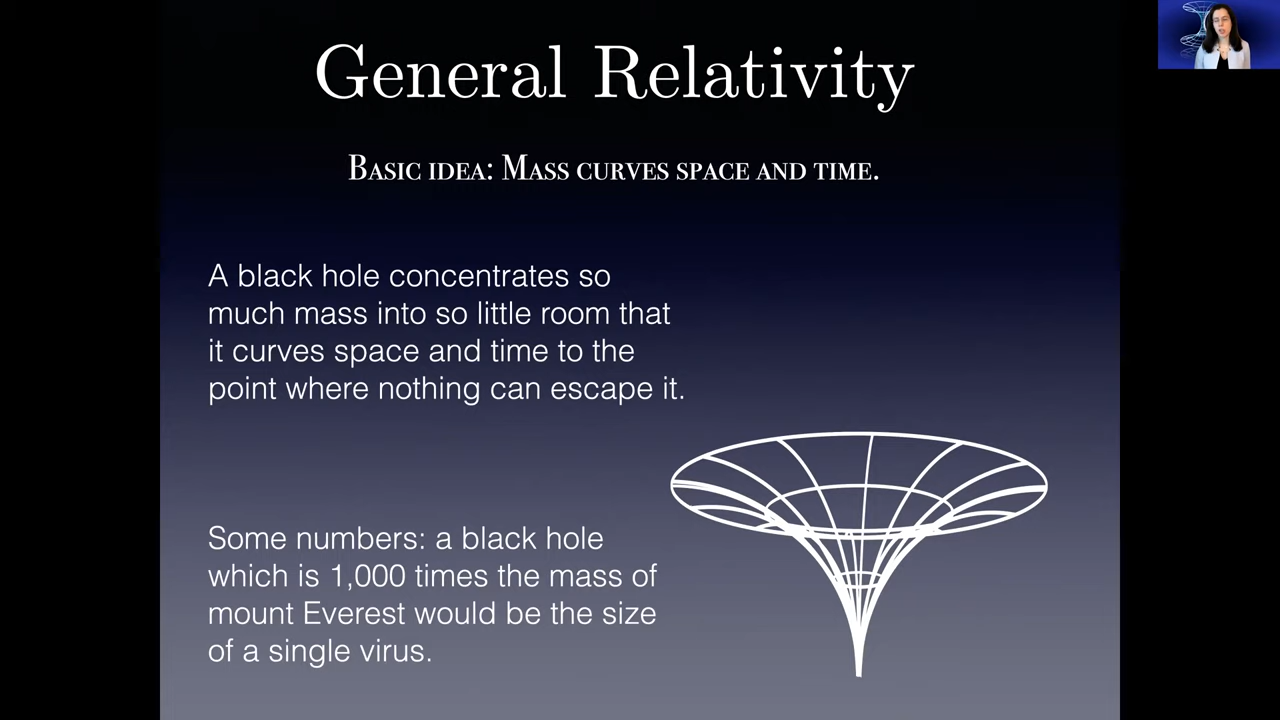 General Relativity
Basic idea: Mass curves space and time.
A black hole concentrates so
much mass into so little room that
it curves space and time to the
point where nothing can escape it.
Some numbers: a black hole
which is 1,000 times the mass of
mount Everest would be the size
of a single virus.